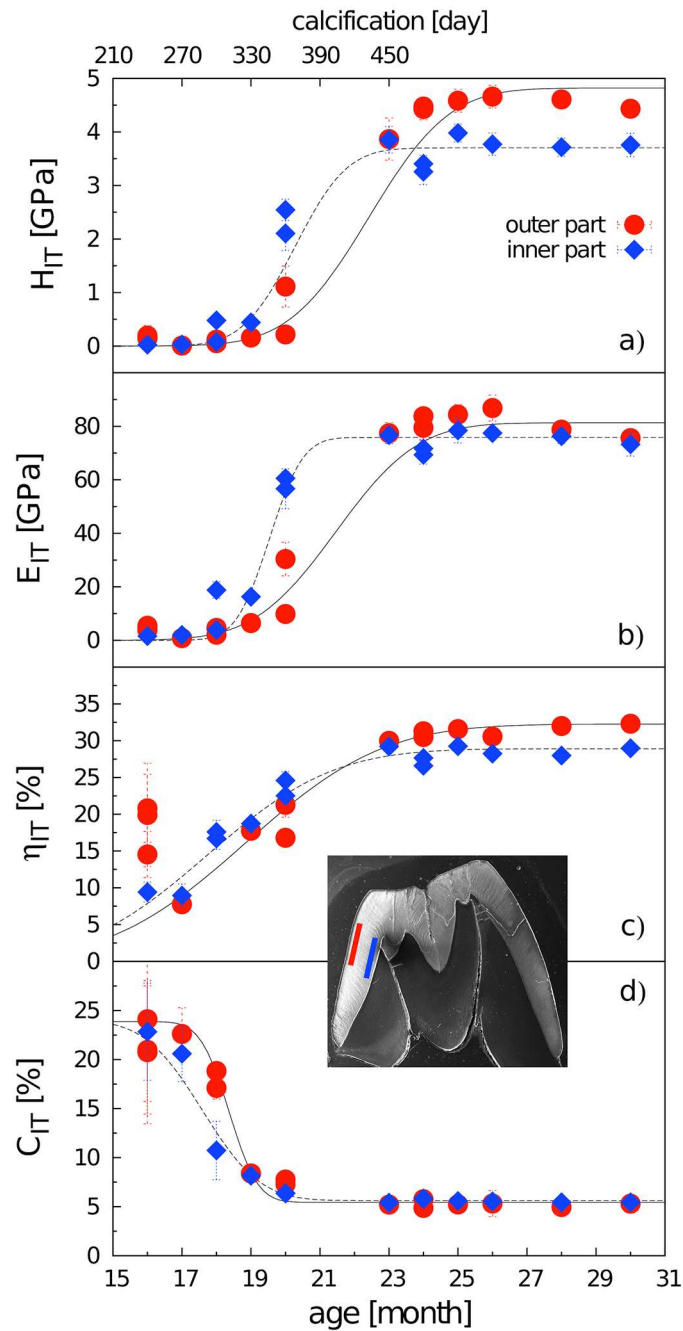 calcification [day]
210 270 330 390 450
5
4
3
2
1
0
H_IT [GPa]
outer part
inner part
a)
80
60
40
20
0
E_IT [GPa]
b)
35
30
25
20
15
10
5
0
η_IT [%]
c)
25
20
15
10
5
0
C_IT [%]
d)
15 17 19 21 23 25 27 29 31
age [month]